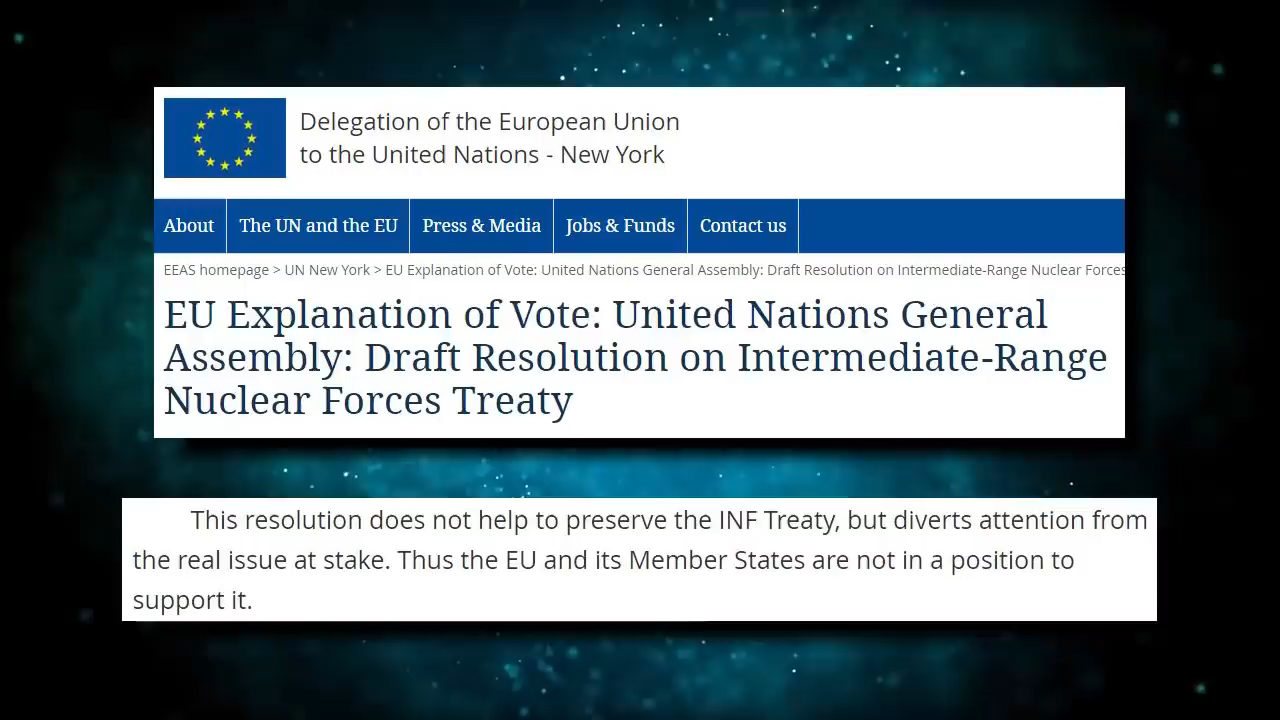 Delegation of the European Union
to the United Nations - New York
About
The UN and the EU
Press & Media
Jobs & Funds
Contact us
EEAS homepage > UN New York > EU Explanation of Vote: United Nations General Assembly: Draft Resolution on Intermediate-Range Nuclear Forces
EU Explanation of Vote: United Nations General
Assembly: Draft Resolution on Intermediate-Range
Nuclear Forces Treaty
This resolution does not help to preserve the INF Treaty, but diverts attention from
the real issue at stake. Thus the EU and its Member States are not in a position to
support it.